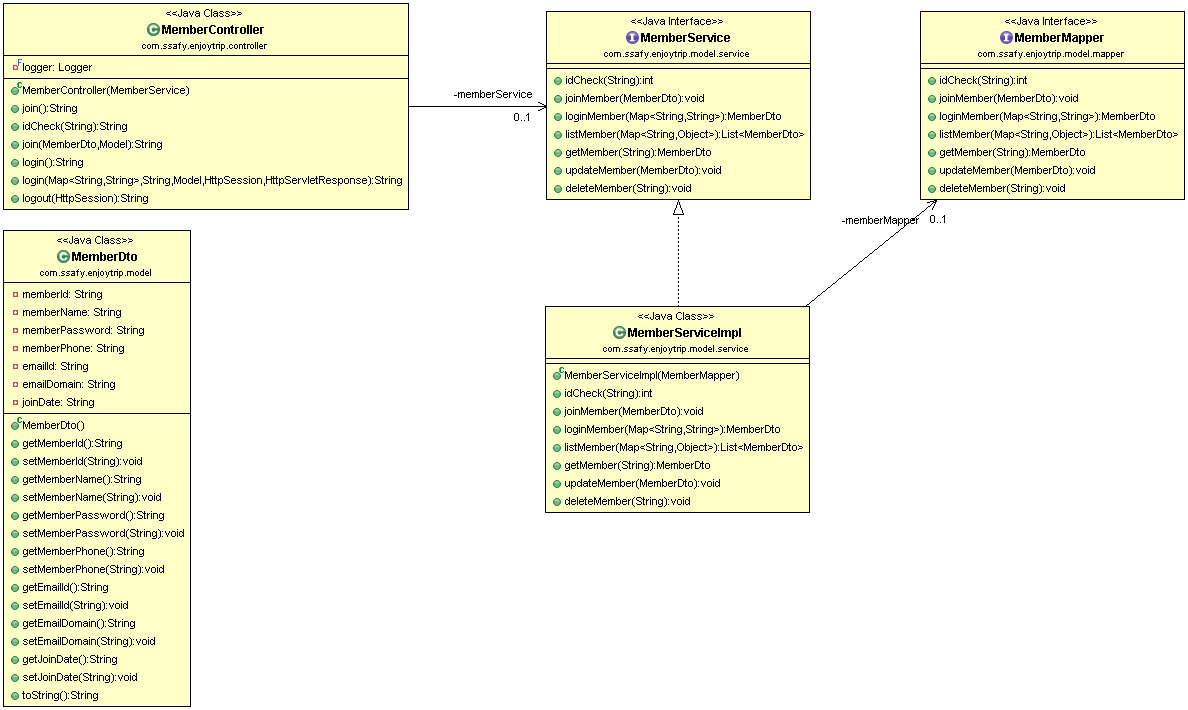 <<Java Class>>
MemberController
com.ssafy.enjoytrip.controller
logger: Logger
MemberController(MemberService)
join():String
idCheck(String):String
join(MemberDto,Model):String
login():String
login(Map<String,String>,String,Model,HttpSession,HttpServletResponse):String
logout(HttpSession):String
-memberService
0..1
<<Java Interface>>
MemberService
com.ssafy.enjoytrip.model.service
idCheck(String):int
joinMember(MemberDto):void
loginMember(Map<String,String>):MemberDto
listMember(Map<String,Object>):List<MemberDto>
getMember(String):MemberDto
updateMember(MemberDto):void
deleteMember(String):void
<<Java Interface>>
MemberMapper
com.ssafy.enjoytrip.model.mapper
idCheck(String):int
joinMember(MemberDto):void
loginMember(Map<String,String>):MemberDto
listMember(Map<String,Object>):List<MemberDto>
getMember(String):MemberDto
updateMember(MemberDto):void
deleteMember(String):void
-memberMapper
0..1
<<Java Class>>
MemberDto
com.ssafy.enjoytrip.model
memberId: String
memberName: String
memberPassword: String
memberPhone: String
emailId: String
emailDomain: String
joinDate: String
MemberDto()
getMemberId():String
setMemberId(String):void
getMemberName():String
setMemberName(String):void
getMemberPassword():String
setMemberPassword(String):void
getMemberPhone():String
setMemberPhone(String):void
getEmailId():String
setEmailId(String):void
getEmailDomain():String
setEmailDomain(String):void
getJoinDate():String
setJoinDate(String):void
toString():String
<<Java Class>>
MemberServiceImpl
com.ssafy.enjoytrip.model.service
MemberServiceImpl(MemberMapper)
idCheck(String):int
joinMember(MemberDto):void
loginMember(Map<String,String>):MemberDto
listMember(Map<String,Object>):List<MemberDto>
getMember(String):MemberDto
updateMember(MemberDto):void
deleteMember(String):void